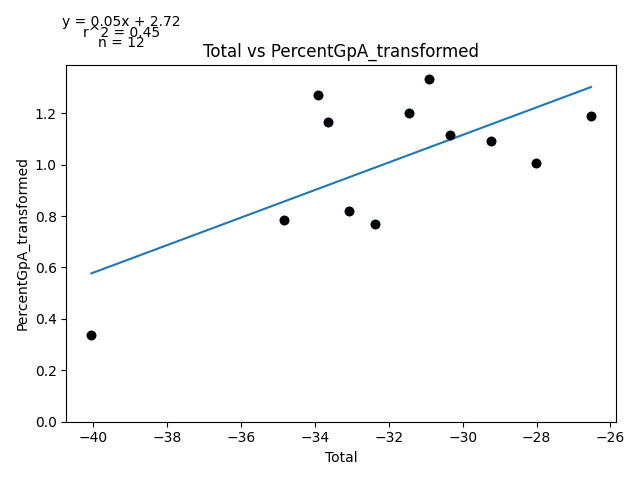 y = 0.05x + 2.72
r^2 = 0.45
n = 12
Total vs PercentGpA_transformed
PercentGpA_transformed
1.2
1.0
0.8
0.6
0.4
0.2
0.0
−40 −38 −36 −34 −32 −30 −28 −26
Total